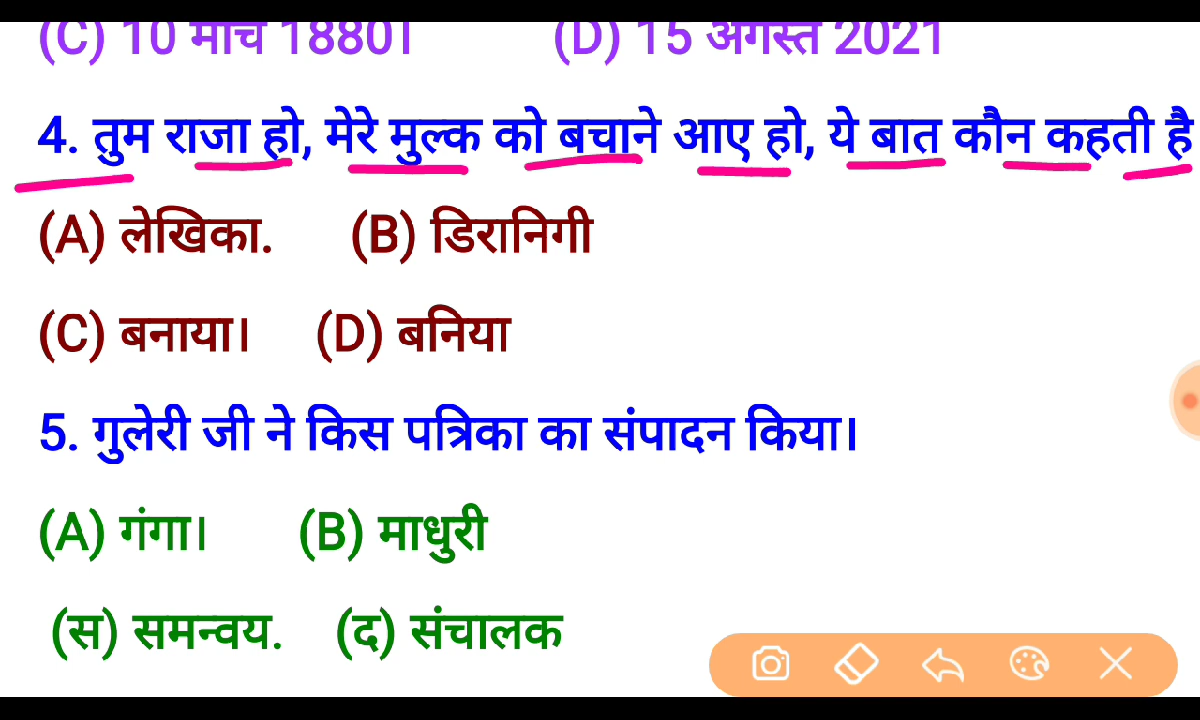 (C) 10 मार्च 1880। (D) 15 अगस्त 2021
4. तुम राजा हो, मेरे मुल्क को बचाने आए हो, ये बात कौन कहती है
(A) लेखिका. (B) डिरानिगी
(C) बनाया। (D) बनिया
5. गुलेरी जी ने किस पत्रिका का संपादन किया।
(A) गंगा। (B) माधुरी
(स) समन्वय. (द) संचालक